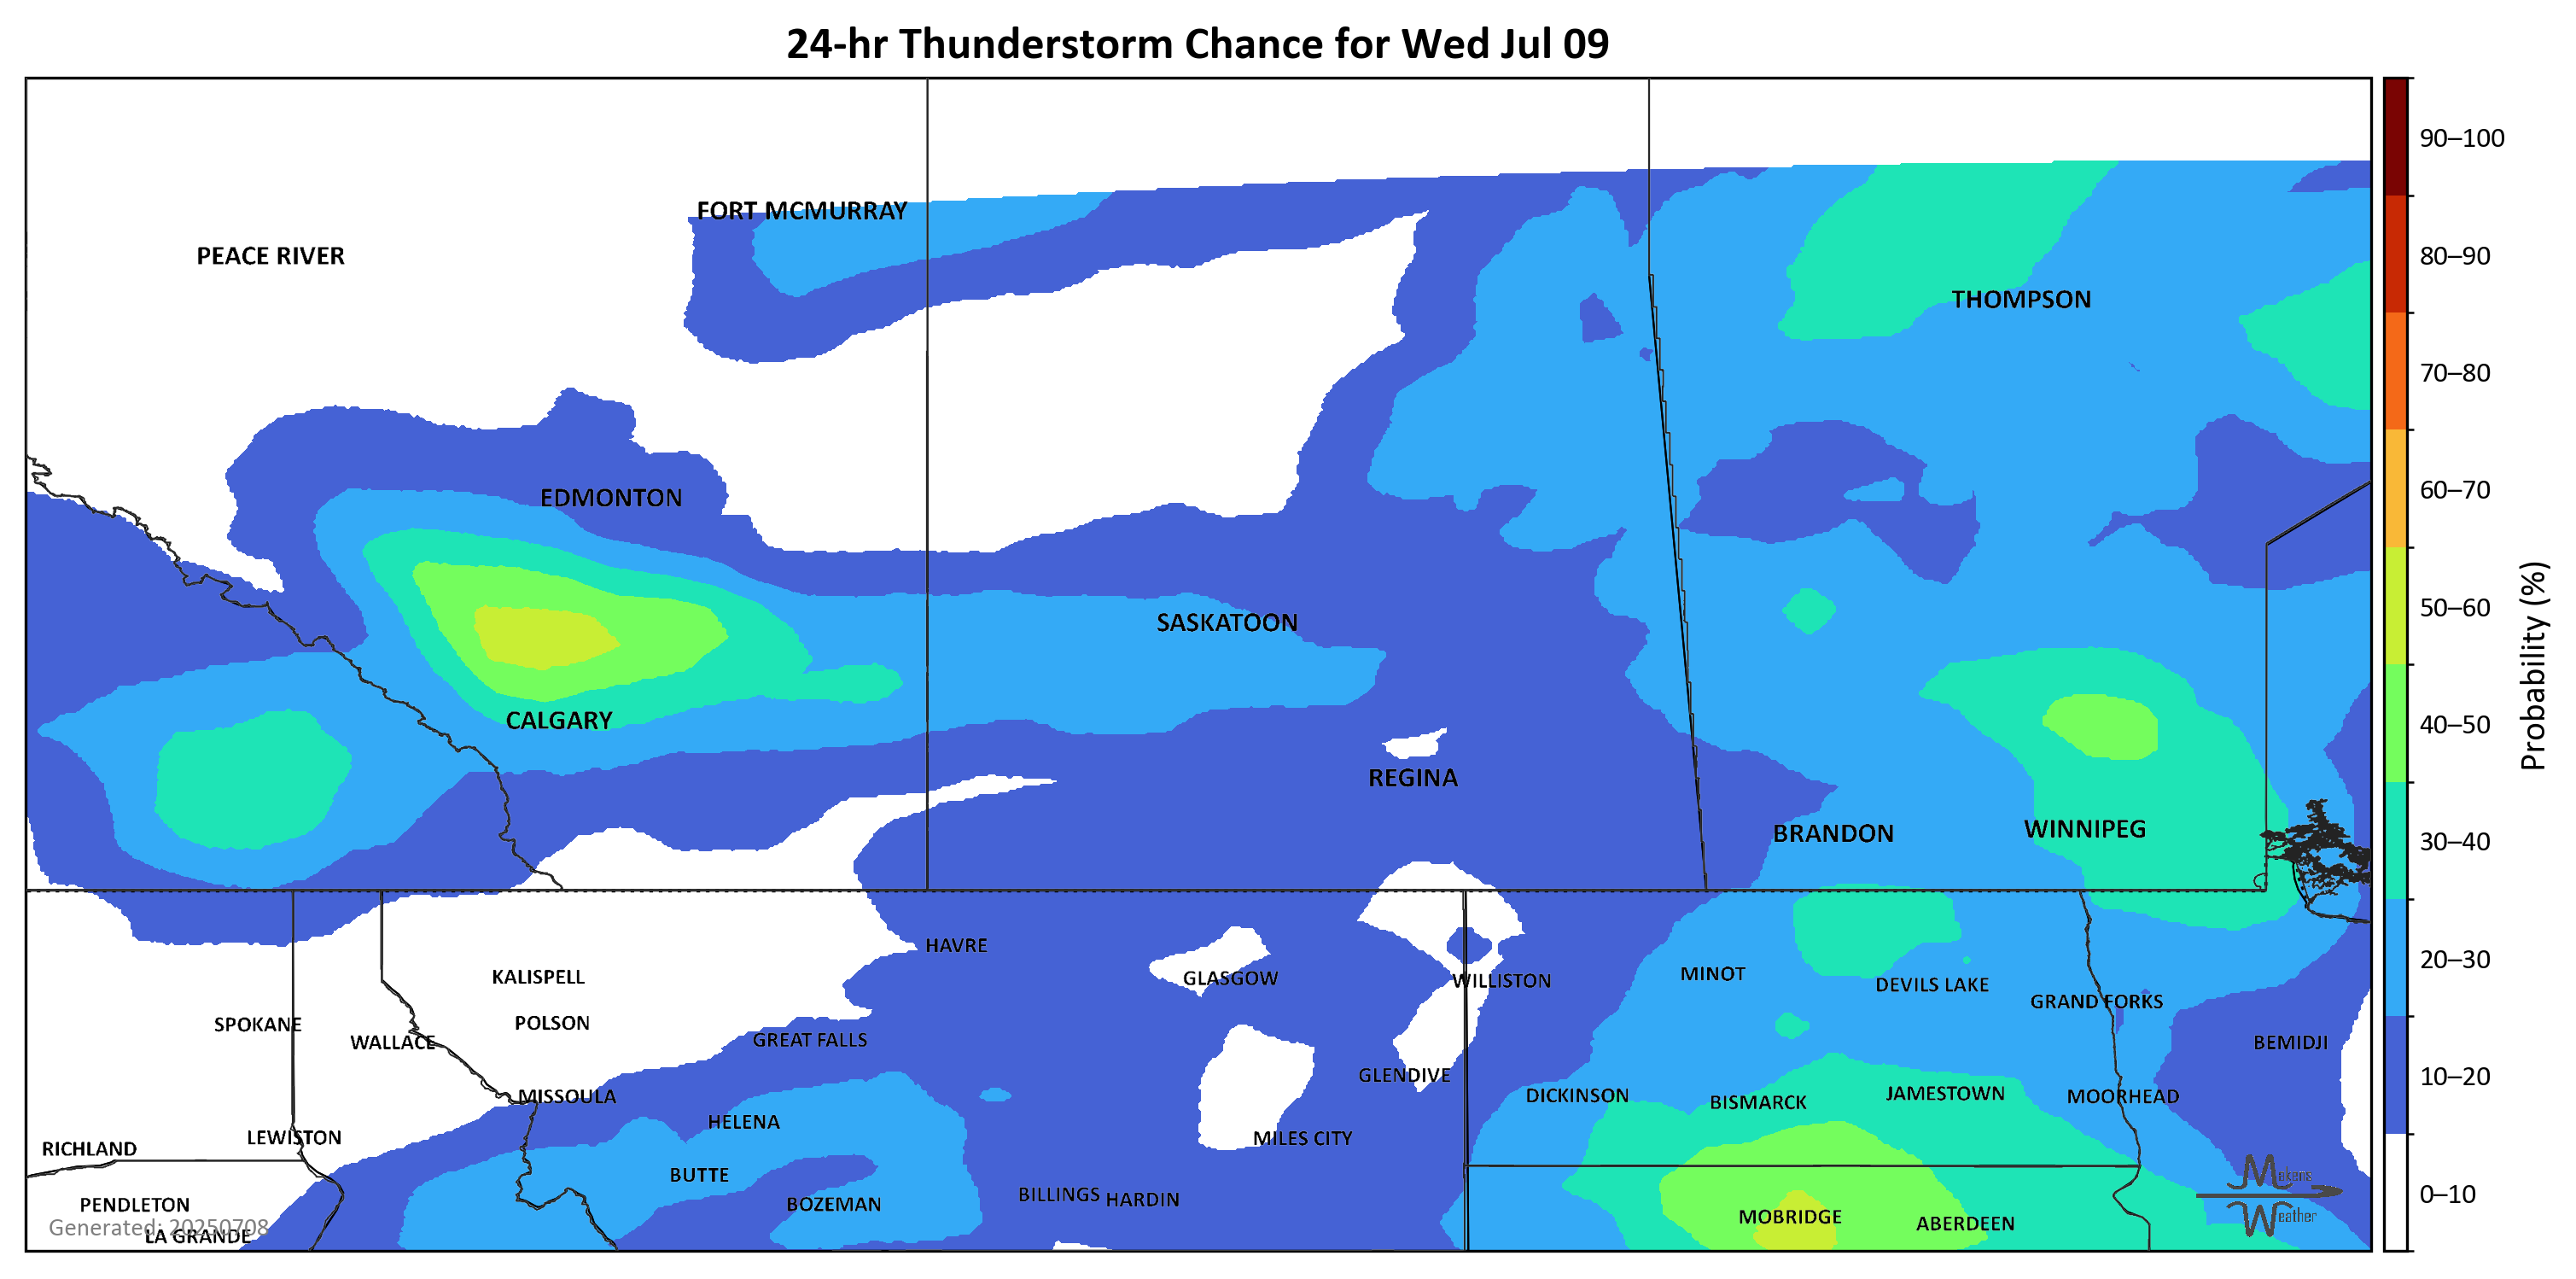 24-hr Thunderstorm Chance for Wed Jul 09
90–100
FORT MCMURRAY
PEACE RIVER
80–90
THOMPSON
70–80
60–70
EDMONTON
50–60
SASKATOON
Probability (%)
CALGARY
40–50
REGINA
WINNIPEG
BRANDON
30–40
HAVRE
20–30
MINOT
KALISPELL
GLASGOW
WILLISTON
DEVILS LAKE
GRAND FORKS
POLSON
SPOKANE
GREAT FALLS
WALLACE
BEMIDJI
GLENDIVE
10–20
DICKINSON
JAMESTOWN
MISSOULA
MOORHEAD
BISMARCK
HELENA
LEWISTON
MILES CITY
RICHLAND
BUTTE
Makens
BILLINGS
HARDIN
0–10
PENDLETON
BOZEMAN
MOBRIDGE
Weather
ABERDEEN
Generated: 20250708
LA GRANDE